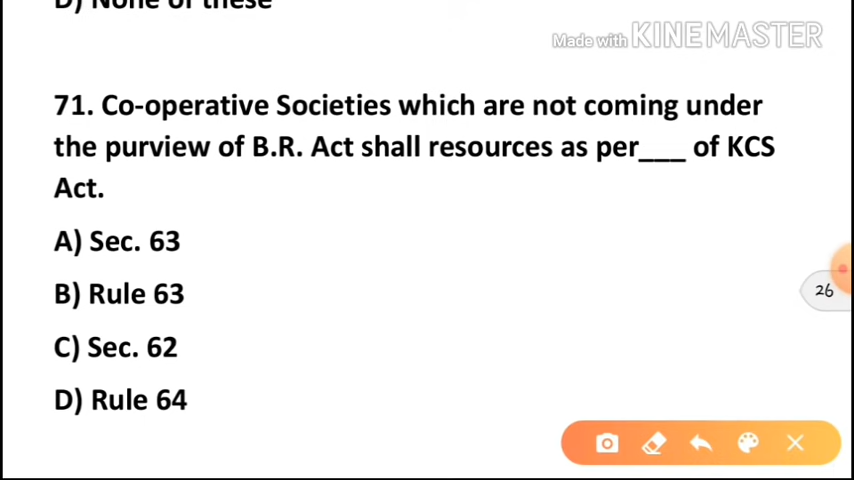 D) None of these
Made with KINEMASTER
71. Co-operative Societies which are not coming under
the purview of B.R. Act shall resources as per___ of KCS
Act.
A) Sec. 63
B) Rule 63
C) Sec. 62
D) Rule 64
26